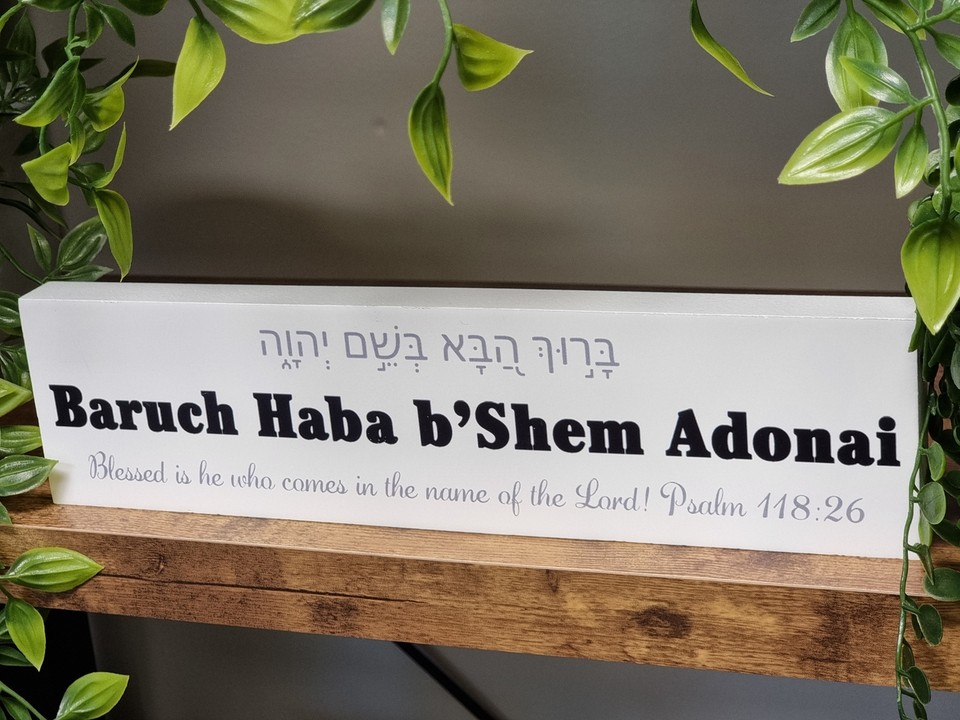 בָּר֣וּךְ הַ֭בָּא בְּשֵׁ֣ם יְהוָ֑ה
Baruch Haba b’Shem Adonai
Blessed is he who comes in the name of the Lord! Psalm 118:26